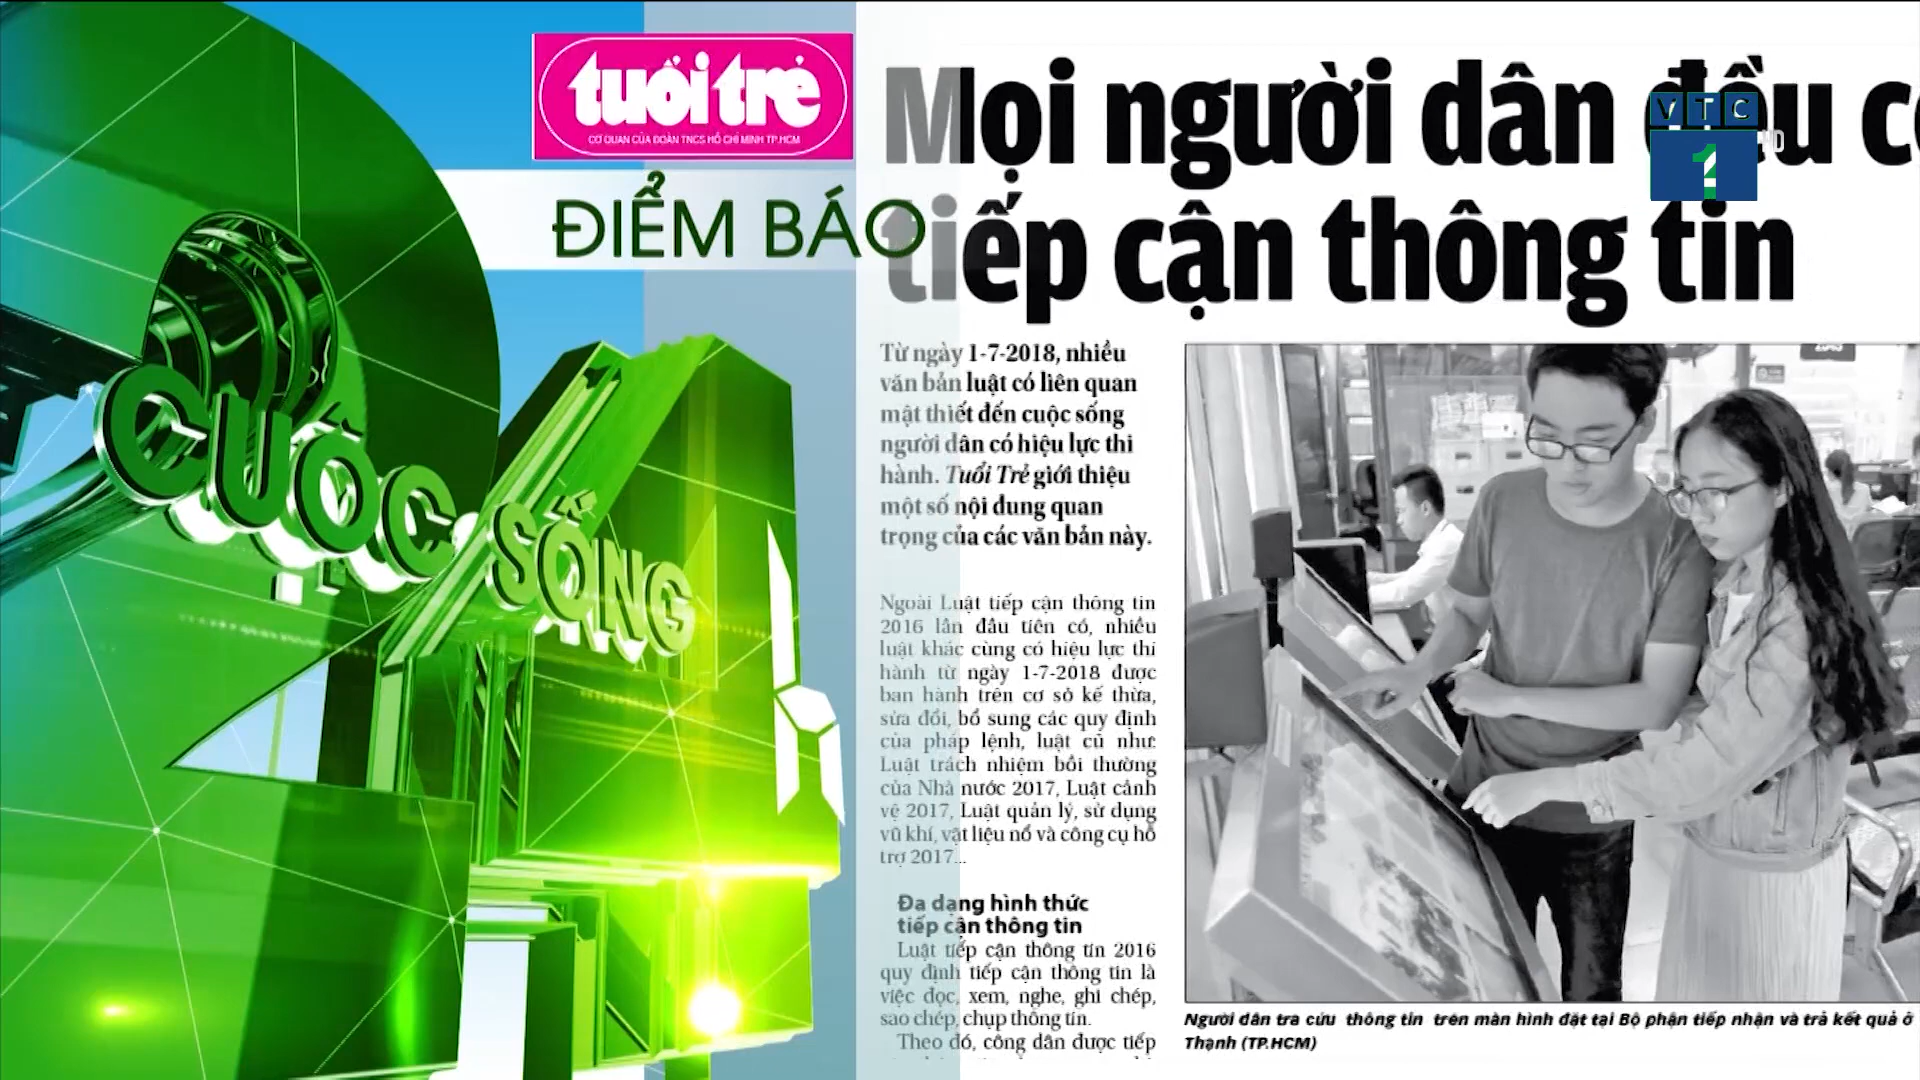 tuổi trẻ
CƠ QUAN CỦA ĐOÀN TNCS HỒ CHÍ MINH TP.HCM
ĐIỂM BÁO
CUỘC SỐNG
24h
VTC
1
HD
Mọi người dân đều có
tiếp cận thông tin
Từ ngày 1-7-2018, nhiều
văn bản luật có liên quan
mật thiết đến cuộc sống
người dân có hiệu lực thi
hành. Tuổi Trẻ giới thiệu
một số nội dung quan
trọng của các văn bản này.
Ngoài Luật tiếp cận thông tin
2016 lần đầu tiên có, nhiều
luật khác cùng có hiệu lực thi
hành từ ngày 1-7-2018 được
ban hành trên cơ sở kế thừa,
sửa đổi, bổ sung các quy định
của pháp lệnh, luật cũ như:
Luật trách nhiệm bồi thường
của Nhà nước 2017, Luật cảnh
vệ 2017, Luật quản lý, sử dụng
vũ khí, vật liệu nổ và công cụ hỗ
trợ 2017...
Đa dạng hình thức
tiếp cận thông tin
Luật tiếp cận thông tin 2016
quy định tiếp cận thông tin là
việc đọc, xem, nghe, ghi chép,
sao chép, chụp thông tin.
Theo đó, công dân được tiếp
Người dân tra cứu thông tin trên màn hình đặt tại Bộ phận tiếp nhận và trả kết quả ở
Thạnh (TP.HCM)